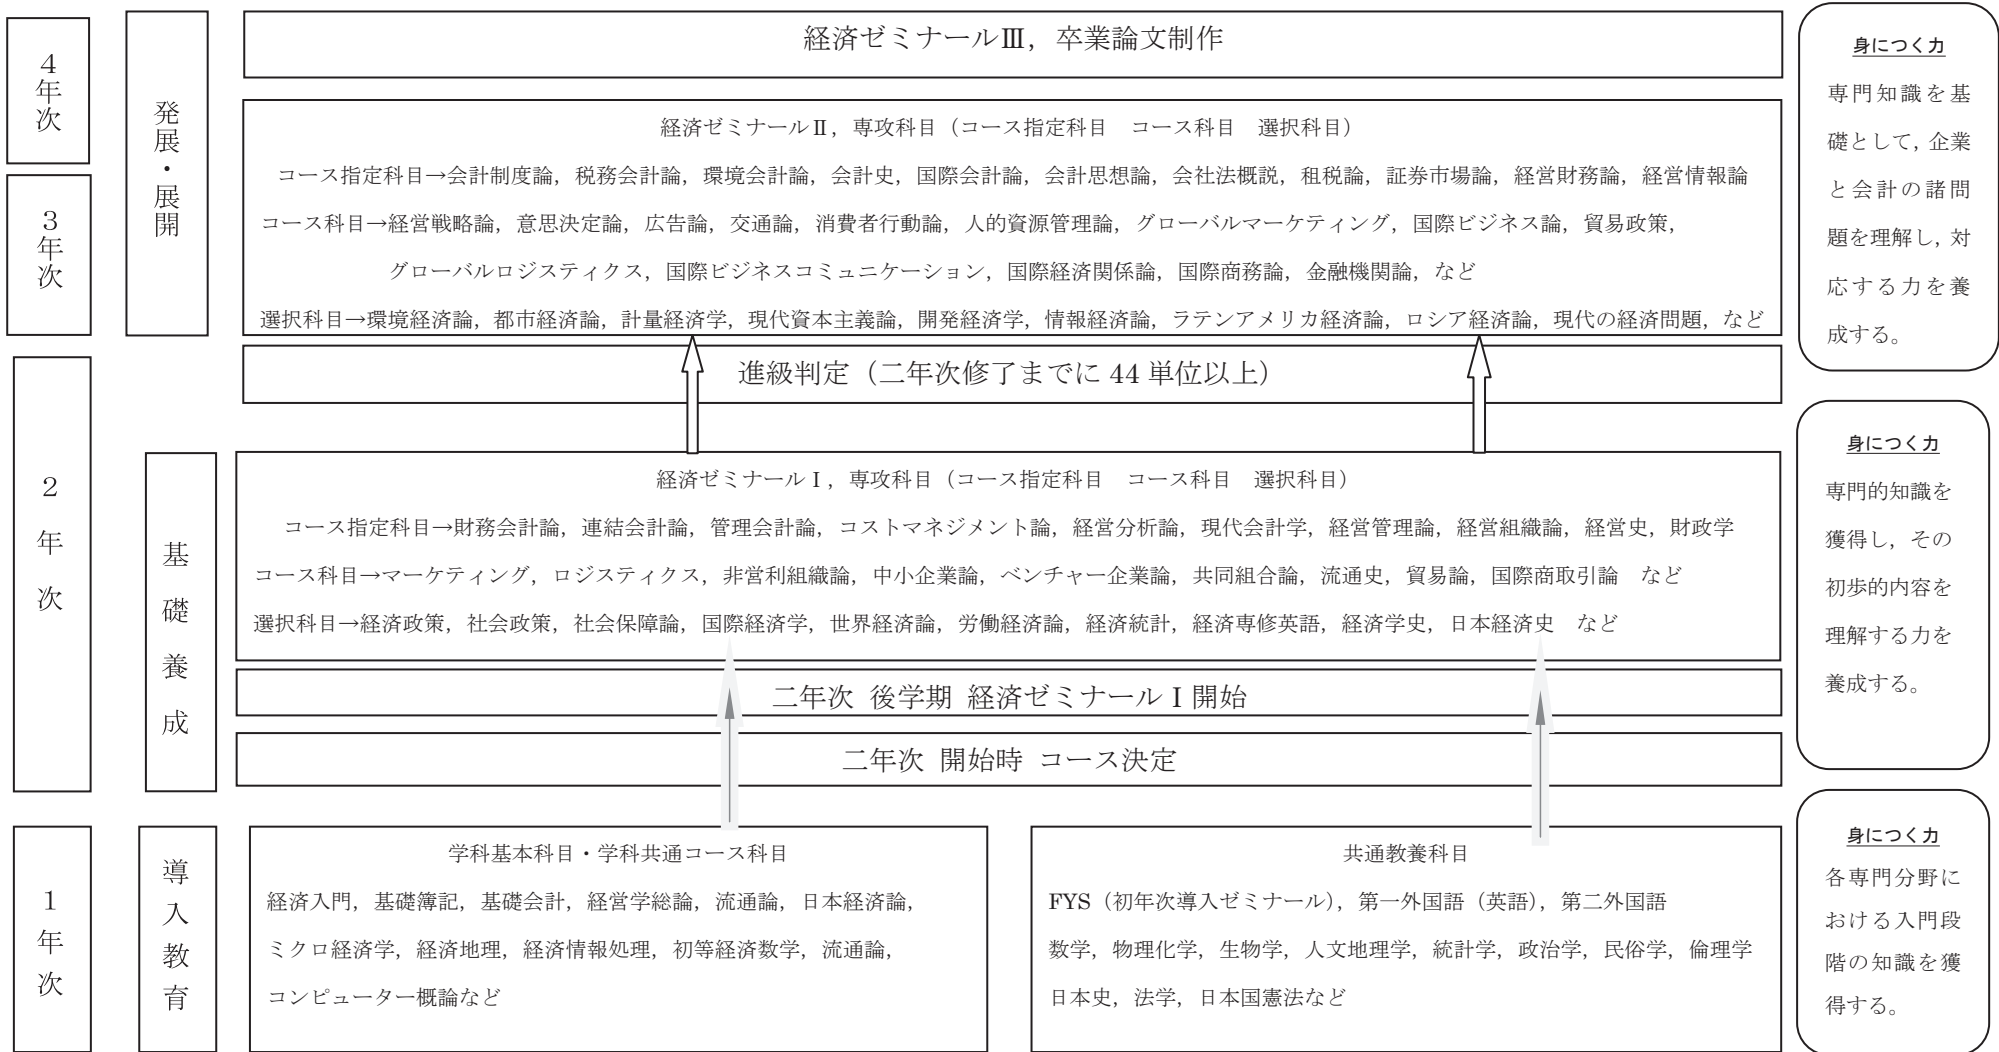 4年次
発展・展開
経済ゼミナールⅢ，卒業論文制作
経済ゼミナールⅡ，専攻科目（コース指定科目　コース科目　選択科目）
コース指定科目→会計制度論，税務会計論，環境会計論，会計史，国際会計論，会計思想論，会社法概説，租税論，証券市場論，経営財務論，経営情報論
3年次
コース科目→経営戦略論，意思決定論，広告論，交通論，消費者行動論，人的資源管理論，グローバルマーケティング，国際ビジネス論，貿易政策，
グローバルロジスティクス，国際ビジネスコミュニケーション，国際経済関係論，国際商務論，金融機関論，など
選択科目→環境経済論，都市経済論，計量経済学，現代資本主義論，開発経済学，情報経済論，ラテンアメリカ経済論，ロシア経済論，現代の経済問題，など
身につく力
専門知識を基
礎として，企業
と会計の諸問
題を理解し，対
応する力を養
成する。
進級判定（二年次修了までに 44 単位以上）
2年次
基礎養成
経済ゼミナールⅠ，専攻科目（コース指定科目　コース科目　選択科目）
コース指定科目→財務会計論，連結会計論，管理会計論，コストマネジメント論，経営分析論，現代会計学，経営管理論，経営組織論，経営史，財政学
コース科目→マーケティング，ロジスティクス，非営利組織論，中小企業論，ベンチャー企業論，共同組合論，流通史，貿易論，国際商取引論　など
選択科目→経済政策，社会政策，社会保障論，国際経済学，世界経済論，労働経済論，経済統計，経済専修英語，経済学史，日本経済史　など
二年次 後学期 経済ゼミナールⅠ開始
二年次 開始時 コース決定
身につく力
専門的知識を
獲得し，その
初歩的内容を
理解する力を
養成する。
1年次
導入教育
学科基本科目・学科共通コース科目
経済入門，基礎簿記，基礎会計，経営学総論，流通論，日本経済論，
ミクロ経済学，経済地理，経済情報処理，初等経済数学，流通論，
コンピューター概論など
共通教養科目
FYS（初年次導入ゼミナール），第一外国語（英語），第二外国語
数学，物理化学，生物学，人文地理学，統計学，政治学，民俗学，倫理学
日本史，法学，日本国憲法など
身につく力
各専門分野に
おける入門段
階の知識を獲
得する。